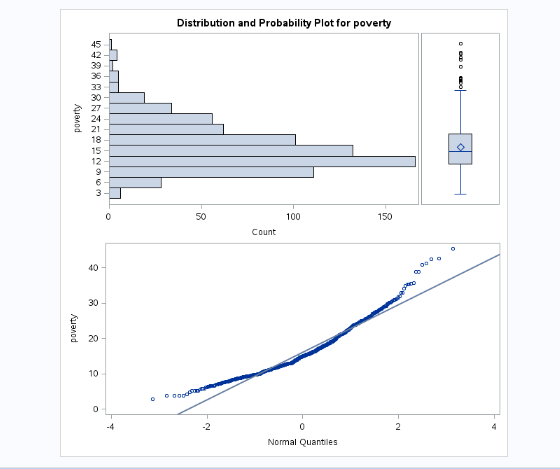 Distribution and Probability Plot for poverty
45
42
39
36
33
30
27
24
21
18
15
12
9
6
3
poverty
0 50 100 150
Count
40
30
20
10
0
poverty
-4 -2 0 2 4
Normal Quantiles